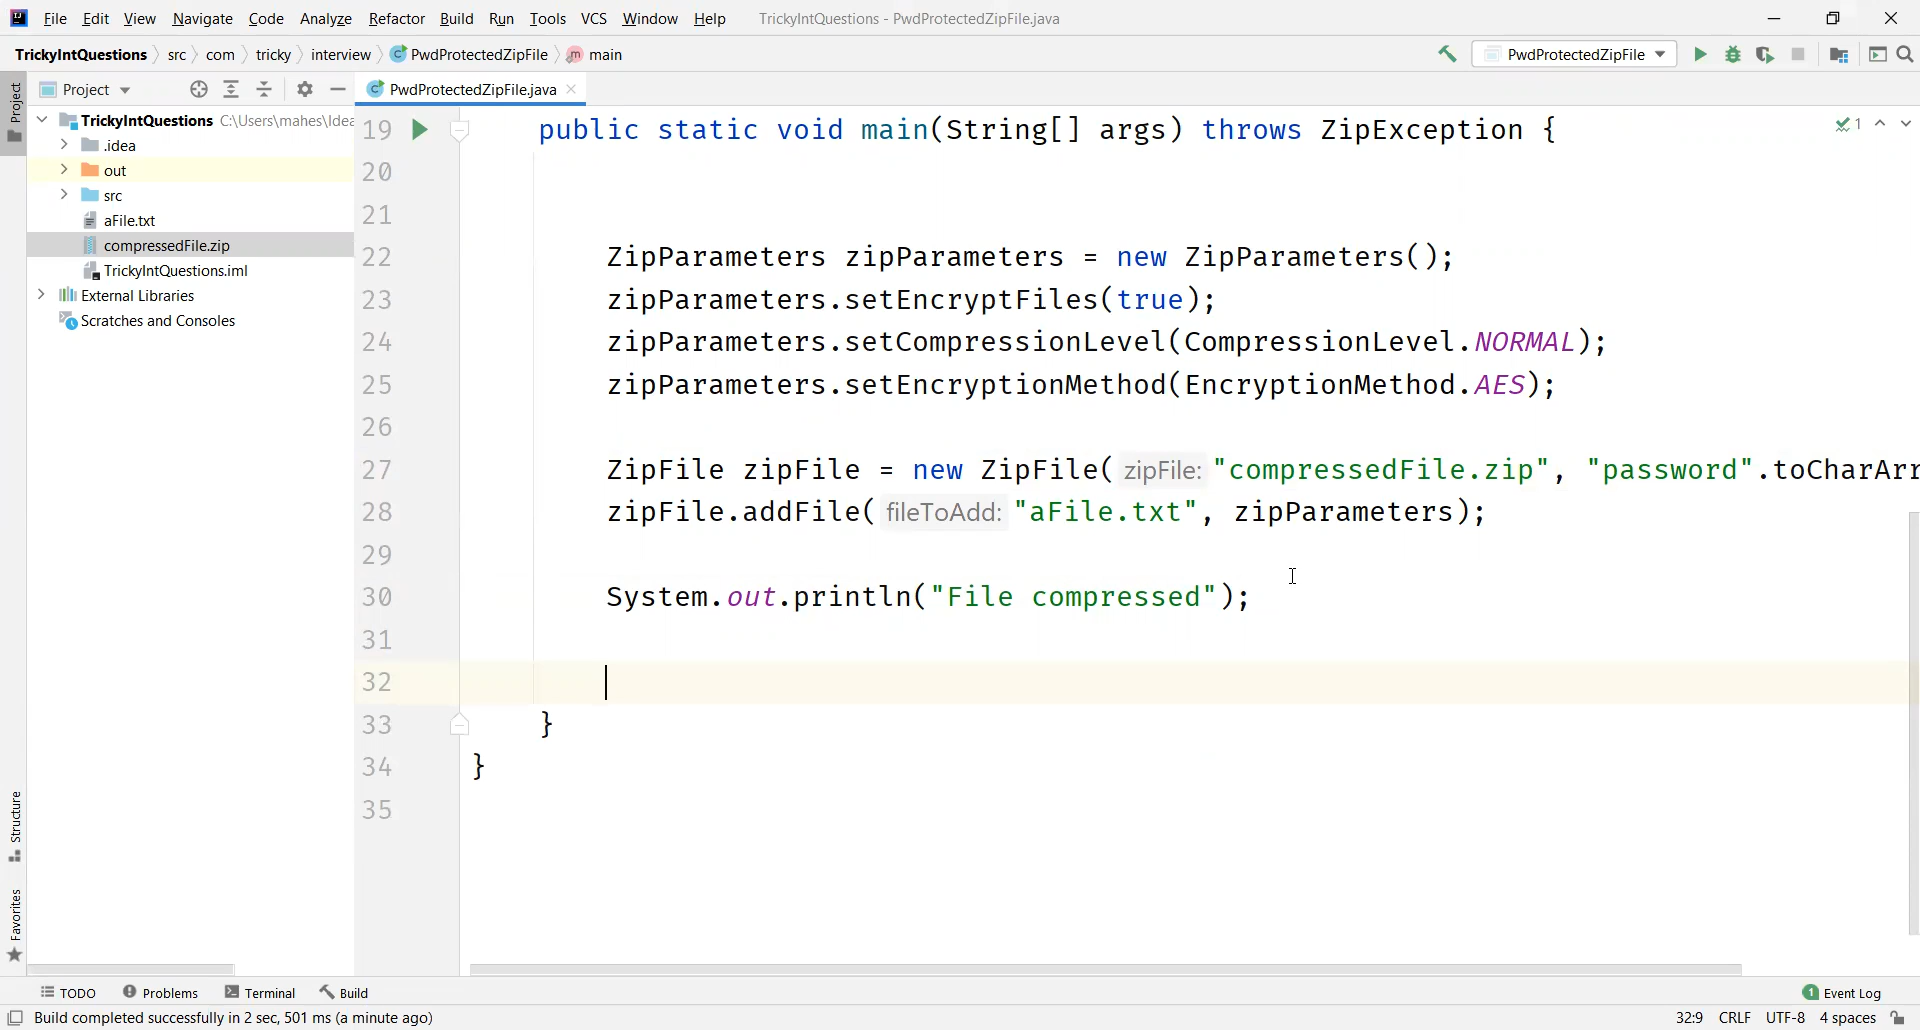 File Edit View Navigate Code Analyze Refactor Build Run Tools VCS Window Help TrickyIntQuestions - PwdProtectedZipFile.java
TrickyIntQuestions src com tricky interview PwdProtectedZipFile main PwdProtectedZipFile
Project PwdProtectedZipFile.java
Project
TrickyIntQuestions C:\Users\mahes\Idea
.idea
out
src
aFile.txt
compressedFile.zip
TrickyIntQuestions.iml
External Libraries
Scratches and Consoles
Structure
Favorites
19 public static void main(String[] args) throws ZipException { 1
20
21
22 ZipParameters zipParameters = new ZipParameters();
23 zipParameters.setEncryptFiles(true);
24 zipParameters.setCompressionLevel(CompressionLevel.NORMAL);
25 zipParameters.setEncryptionMethod(EncryptionMethod.AES);
26
27 ZipFile zipFile = new ZipFile( zipFile: "compressedFile.zip", "password".toCharArr
28 zipFile.addFile( fileToAdd: "aFile.txt", zipParameters);
29
30 System.out.println("File compressed");
31
32
33 }
34 }
35
TODO Problems Terminal Build 1 Event Log
Build completed successfully in 2 sec, 501 ms (a minute ago) 32:9 CRLF UTF-8 4 spaces